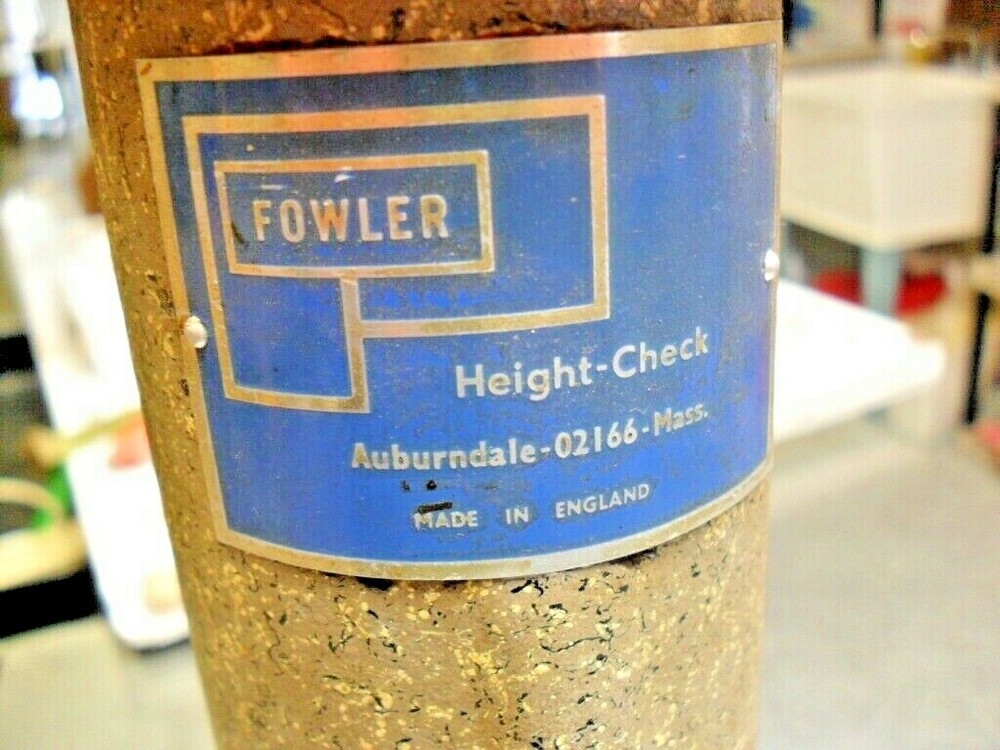 FOWLER
Height-Check
Auburndale-02166-Mass.
MADE IN ENGLAND